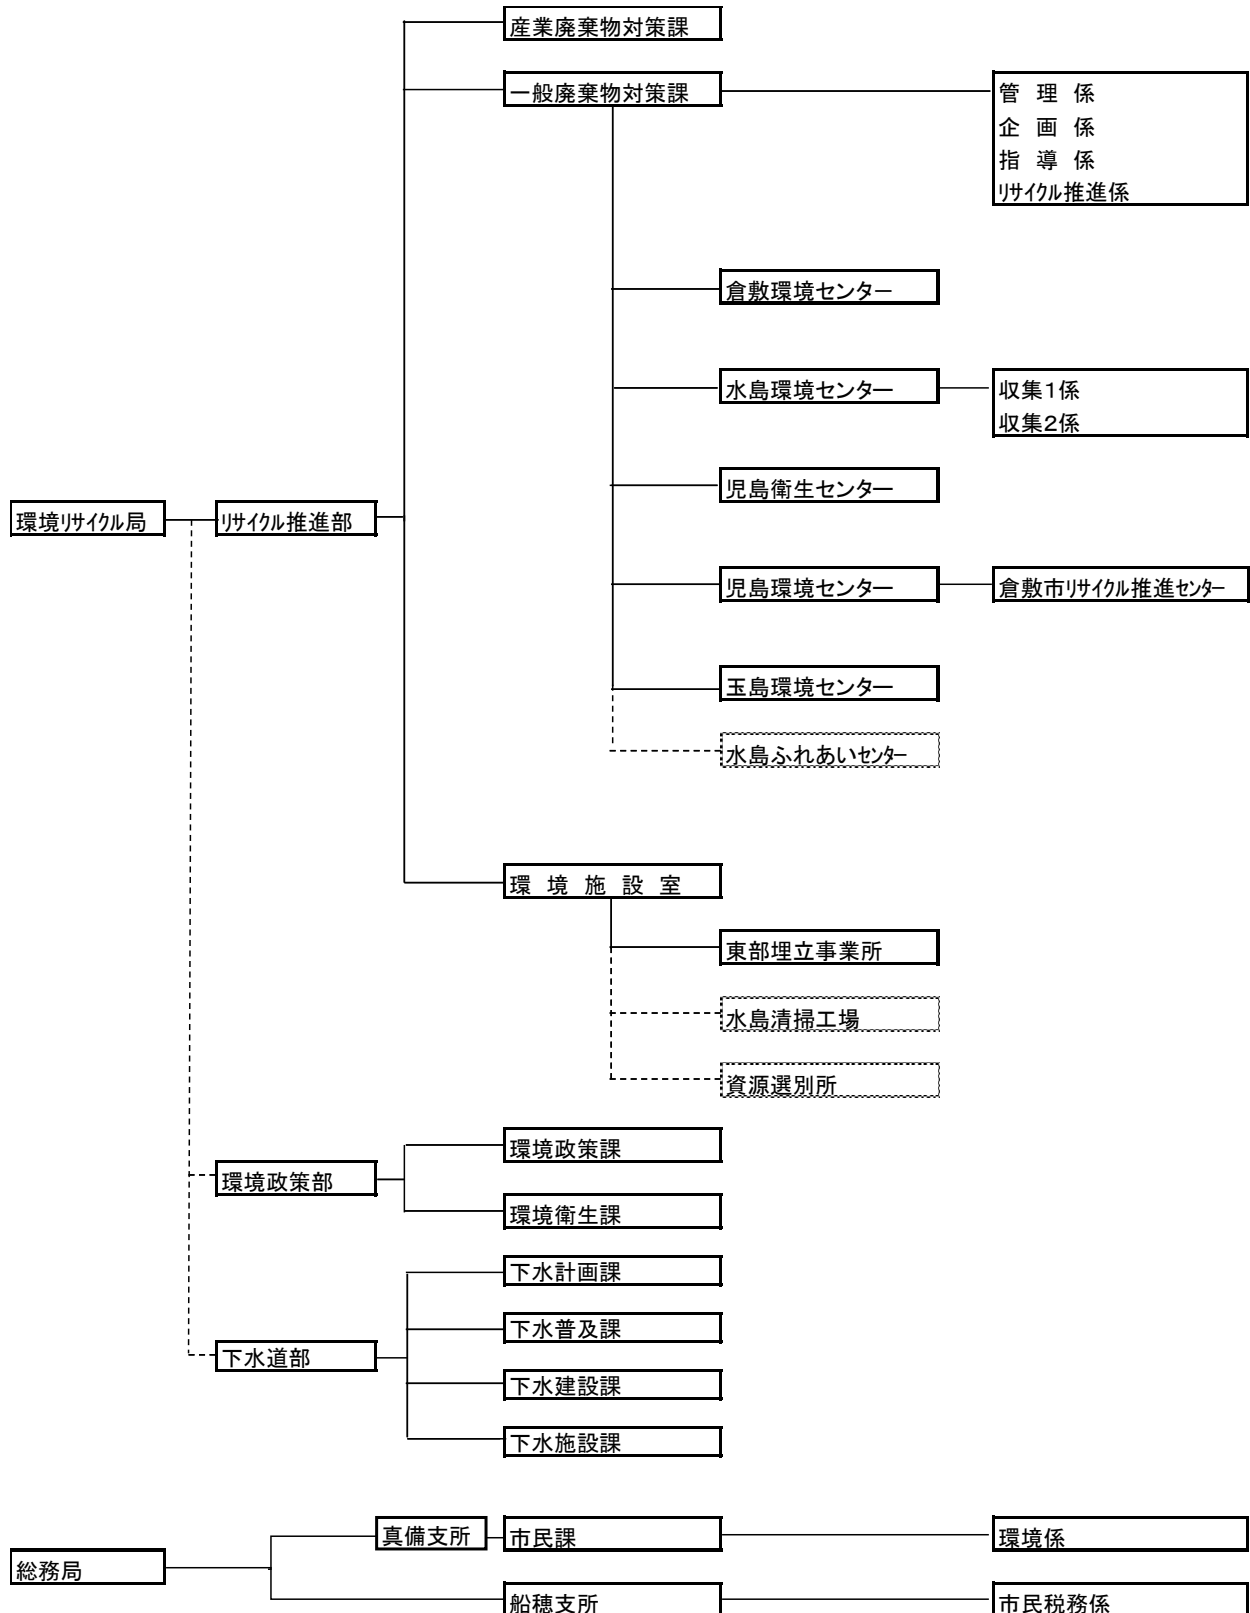 産業廃棄物対策課
一般廃棄物対策課
管 理 係
企 画 係
指 導 係
ﾘｻｲｸﾙ推進係
倉敷環境センター
水島環境センター
収集１係
収集２係
児島衛生センター
環境ﾘｻｲｸﾙ局
ﾘｻｲｸﾙ推進部
児島環境センター
倉敷市ﾘｻｲｸﾙ推進ｾﾝﾀｰ
玉島環境センター
水島ふれあいｾﾝﾀｰ
環 境 施 設 室
東部埋立事業所
水島清掃工場
資源選別所
環境政策課
環境政策部
環境衛生課
下水計画課
下水普及課
下水道部
下水建設課
下水施設課
真備支所
市民課
環境係
総務局
船穂支所
市民税務係